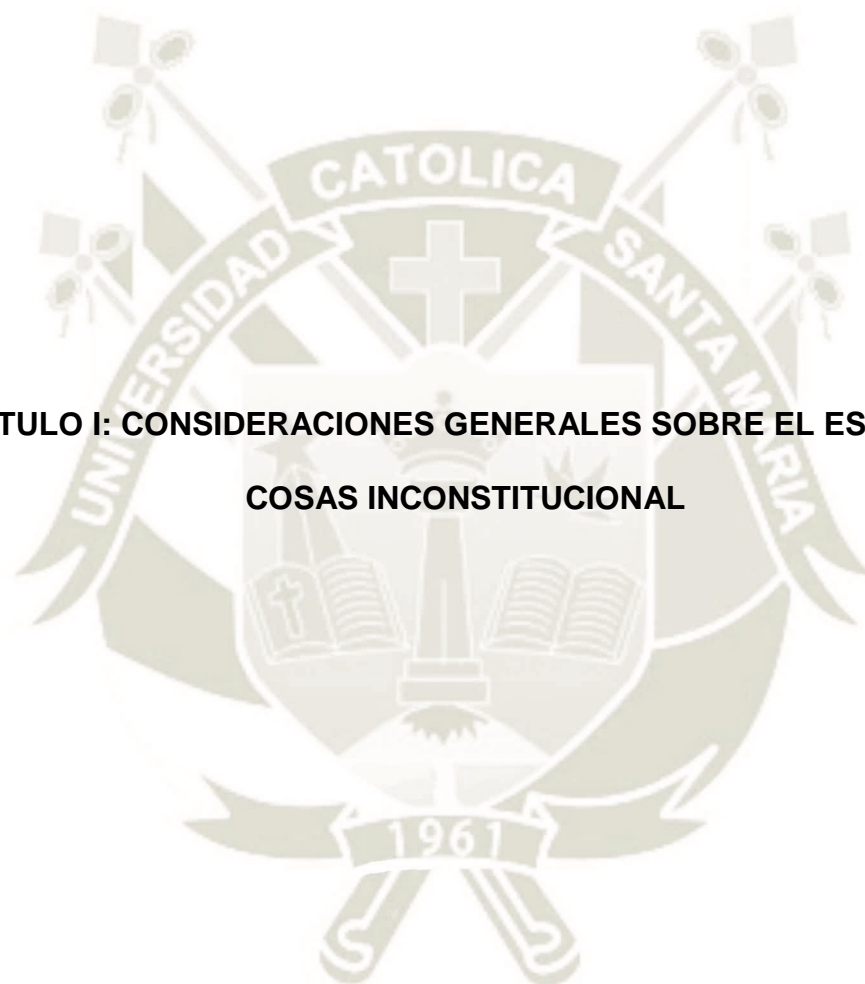 CATOLICA
UNIVERSIDAD
SANTA MARIA
TULO I: CONSIDERACIONES GENERALES SOBRE EL ES
COSAS INCONSTITUCIONAL
1961